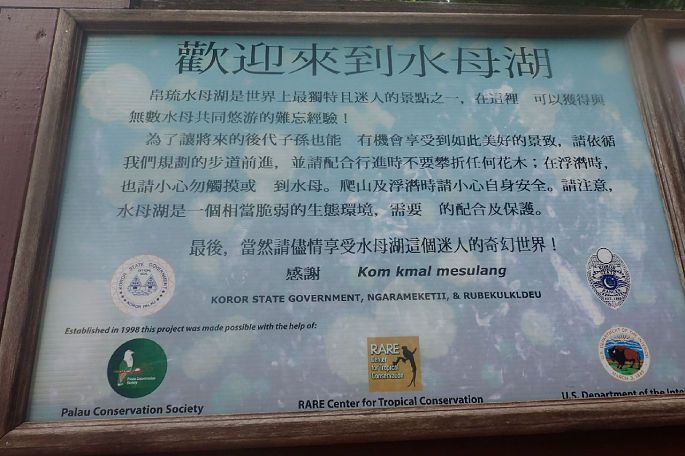 歡迎來到水母湖
帛琉水母湖是世界上最獨特且迷人的景點之一，在這裡 可以獲得與
無數水母共同悠游的難忘經驗！
為了讓將來的後代子孫也能 有機會享受到如此美好的景致，請依循
我們規劃的步道前進，並請配合行進時不要攀折任何花木；在浮潛時，
也請小心勿觸摸或 到水母。爬山及浮潛時請小心自身安全。請注意，
水母湖是一個相當脆弱的生態環境，需要 的配合及保護。
最後，當然請儘情享受水母湖這個迷人的奇幻世界！
感謝 Kom kmal mesulang
KOROR STATE GOVERNMENT, NGARAMEKETII, & RUBEKULKLDEU
Established in 1998 this project was made possible with the help of:
KOROR STATE GOVERNMENT
Palau Conservation
Society
RARE
Center
for Tropical
Conservation
Palau Conservation Society
RARE Center for Tropical Conservation
U.S. Department of the Inte